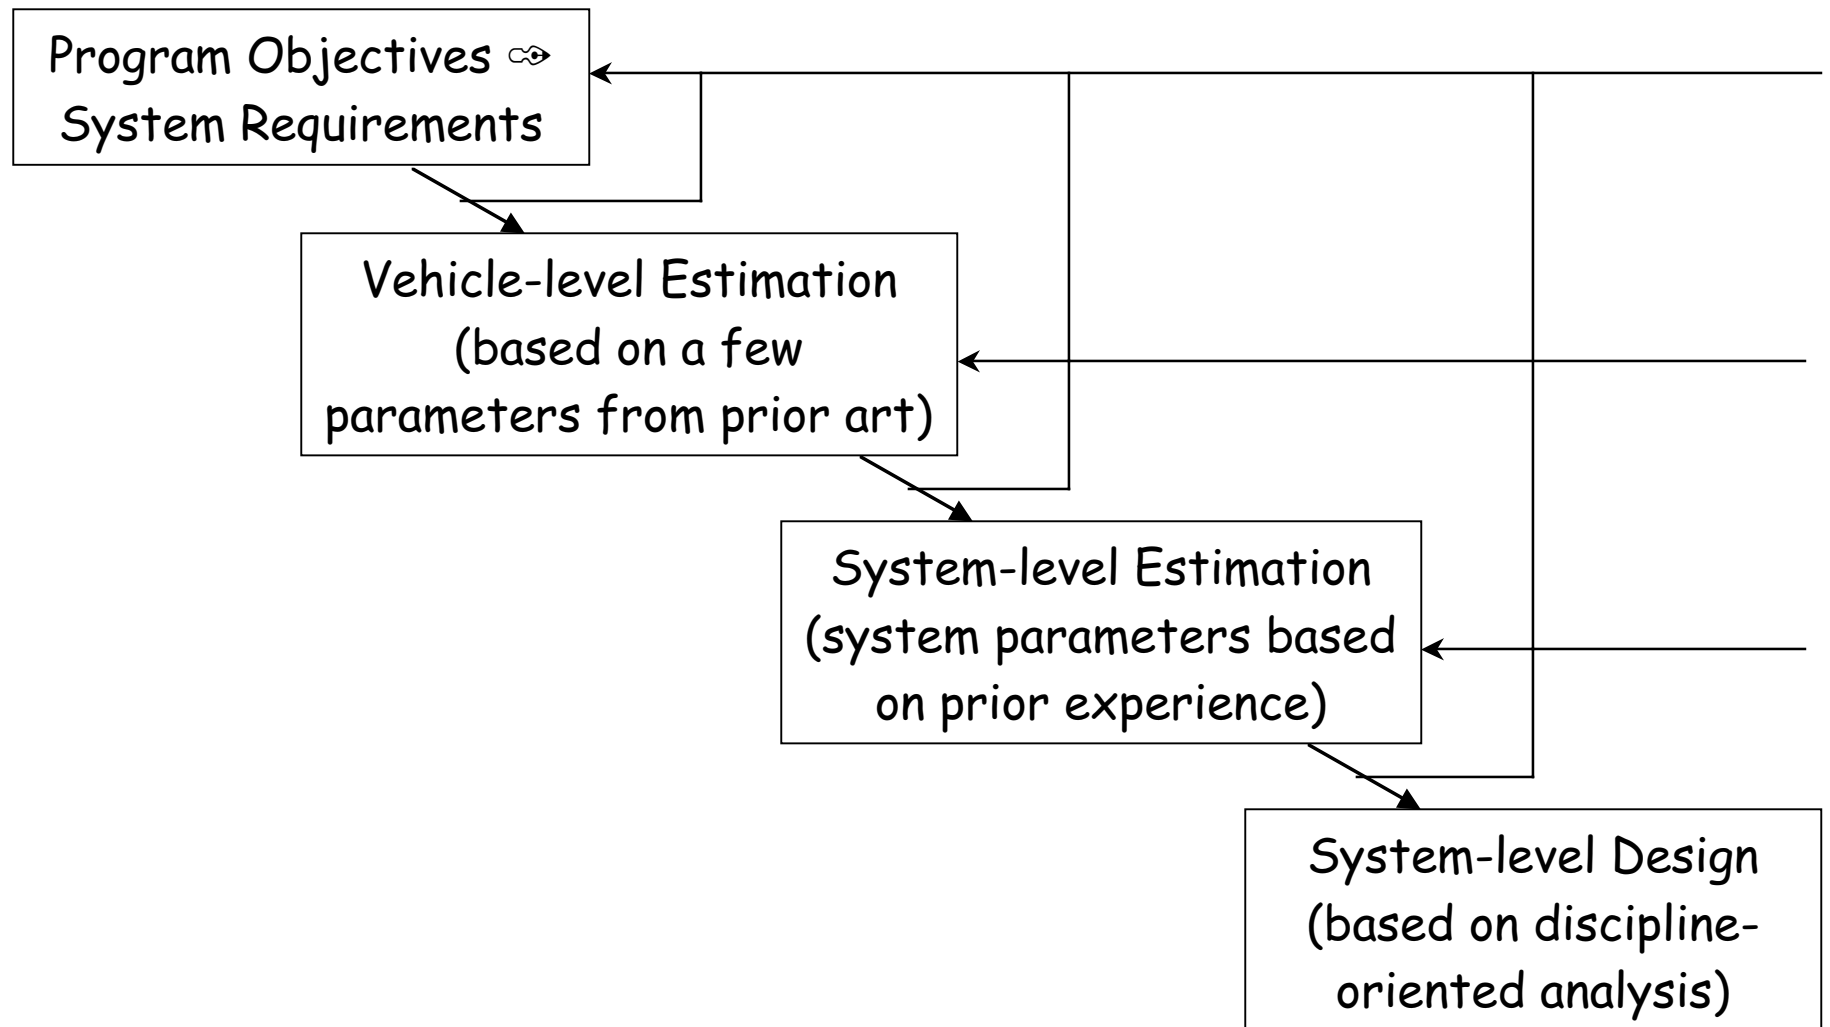 Program Objectives ✑
System Requirements
Vehicle-level Estimation
(based on a few
parameters from prior art)
System-level Estimation
(system parameters based
on prior experience)
System-level Design
(based on discipline-
oriented analysis)